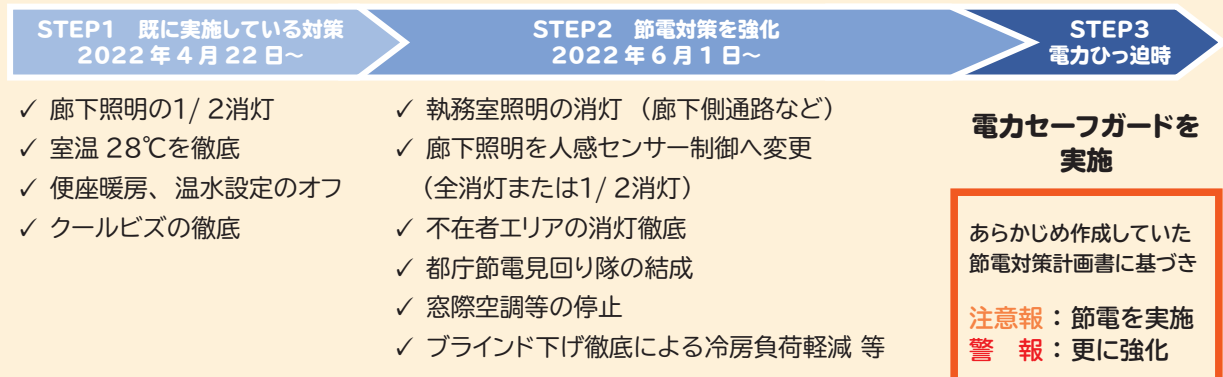 STEP1 既に実施している対策
2022年4月22日～
STEP2 節電対策を強化
2022年6月1日～
STEP3
電力ひっ迫時
✓ 廊下照明の1/2消灯
✓ 室温28℃を徹底
✓ 便座暖房、温水設定のオフ
✓ クールビズの徹底
✓ 執務室照明の消灯（廊下側通路など）
✓ 廊下照明を人感センサー制御へ変更
（全消灯または1/2消灯）
✓ 不在者エリアの消灯徹底
✓ 都庁節電見回り隊の結成
✓ 窓際空調等の停止
✓ ブラインド下げ徹底による冷房負荷軽減 等
電力セーフガードを
実施
あらかじめ作成していた
節電対策計画書に基づき
注意報：節電を実施
警　報：更に強化